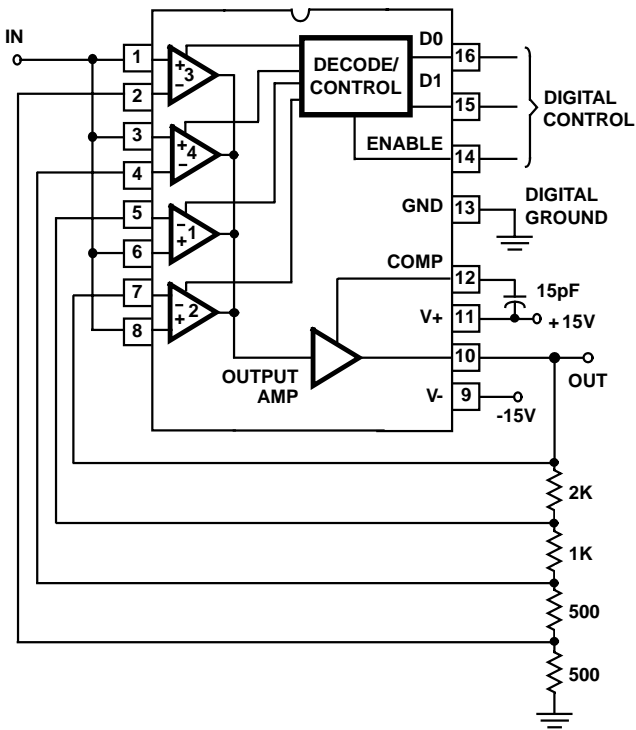 IN
1
2
3
4
5
6
7
8
+
3
−
+
4
−
−
1
+
−
2
+
DECODE/
CONTROL
D0
D1
ENABLE
GND
COMP
V+
V-
OUTPUT
AMP
16
15
14
13
12
11
10
9
DIGITAL
CONTROL
DIGITAL
GROUND
15pF
+15V
OUT
-15V
2K
1K
500
500